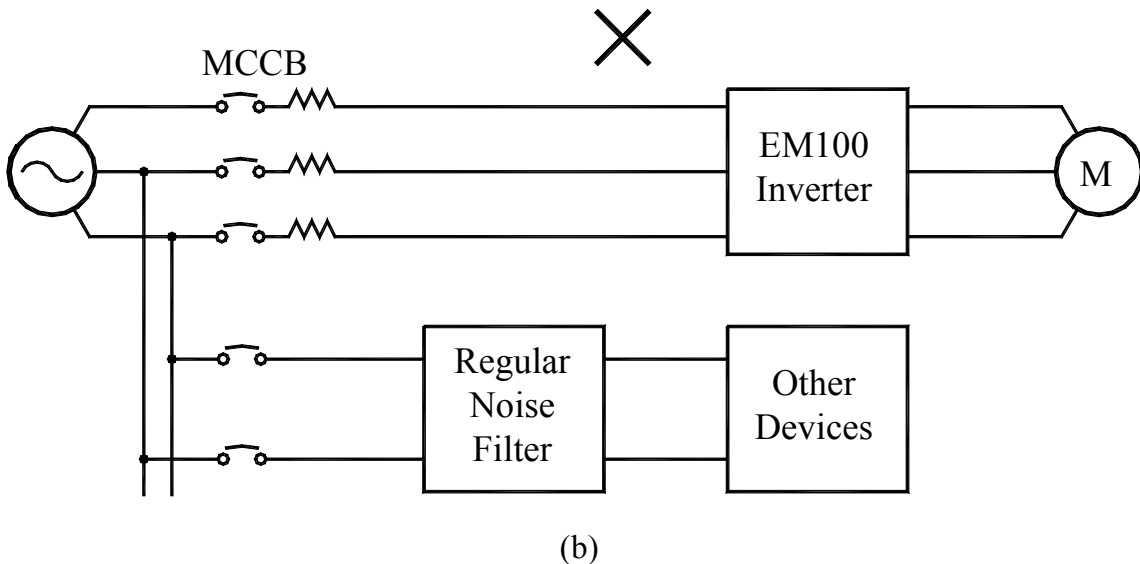 MCCB
EM100
Inverter
M
Regular
Noise
Filter
Other
Devices
(b)